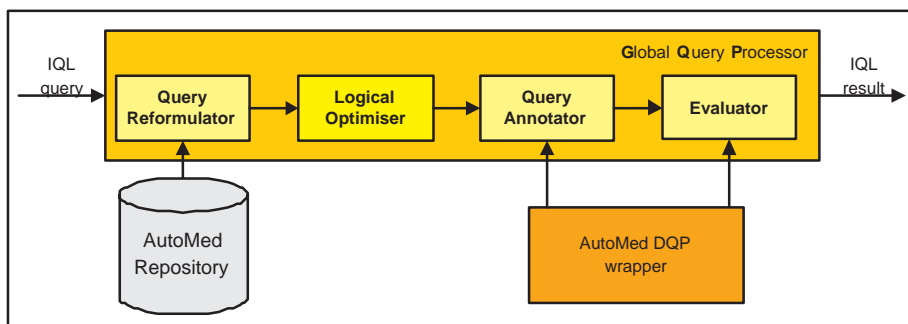 Global Query Processor
IQL
query
Query
Reformulator
Logical
Optimiser
Query
Annotator
Evaluator
IQL
result
AutoMed
Repository
AutoMed DQP
wrapper